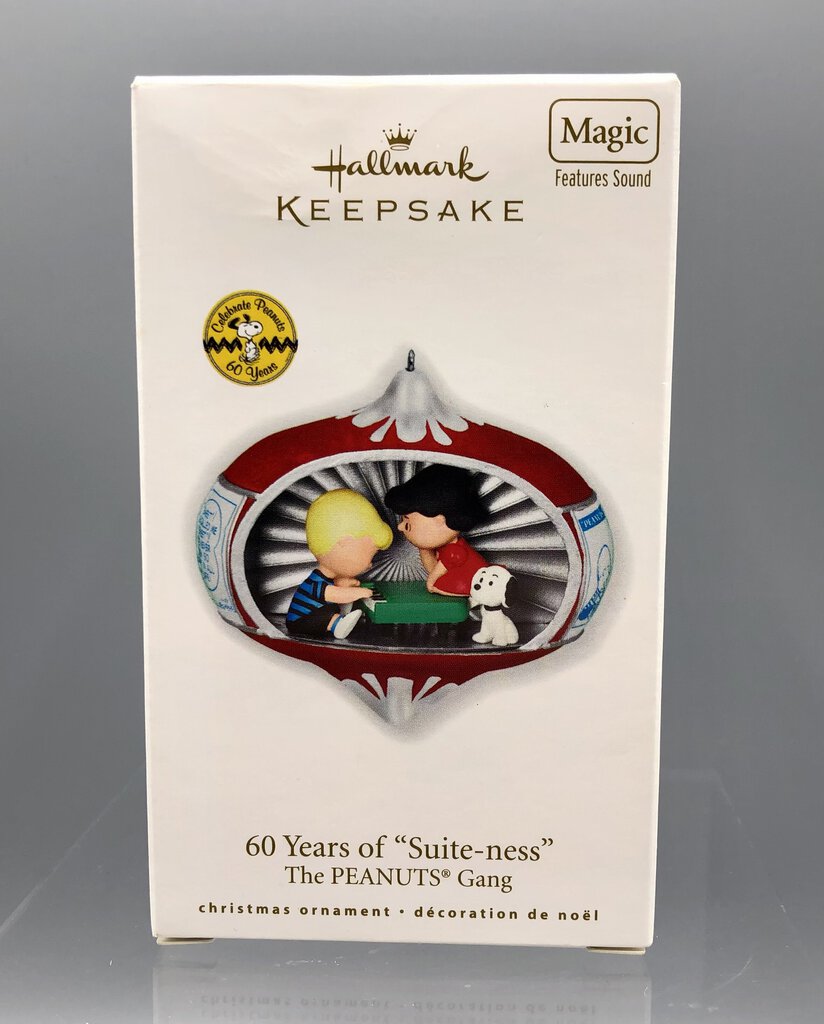 Hallmark
KEEPSAKE
Magic
Features Sound
Celebrate Peanuts
60 Years
60 Years of “Suite-ness”
The PEANUTS® Gang
christmas ornament • décoration de noël